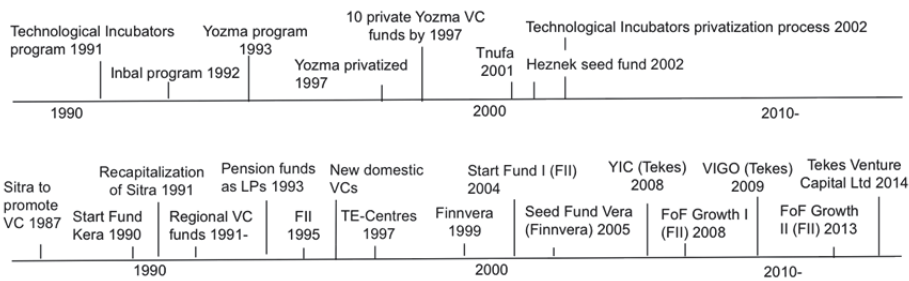 Technological Incubators
program 1991
Inbal program 1992
Yozma program
1993
Yozma privatized
1997
10 private Yozma VC
funds by 1997
Tnufa
2001
Technological Incubators privatization process 2002
Heznek seed fund 2002
1990
2000
2010-
Sitra to
promote
VC 1987
Start Fund
Kera 1990
Recapitalization
of Sitra 1991
Regional VC
funds 1991-
Pension funds
as LPs 1993
FII
1995
New domestic
VCs
TE-Centres
1997
Finnvera
1999
Start Fund I (FII)
2004
Seed Fund Vera
(Finnvera) 2005
YIC (Tekes)
2008
FoF Growth I
(FII) 2008
VIGO (Tekes)
2009
FoF Growth
II (FII) 2013
Tekes Venture
Capital Ltd 2014
1990
2000
2010-